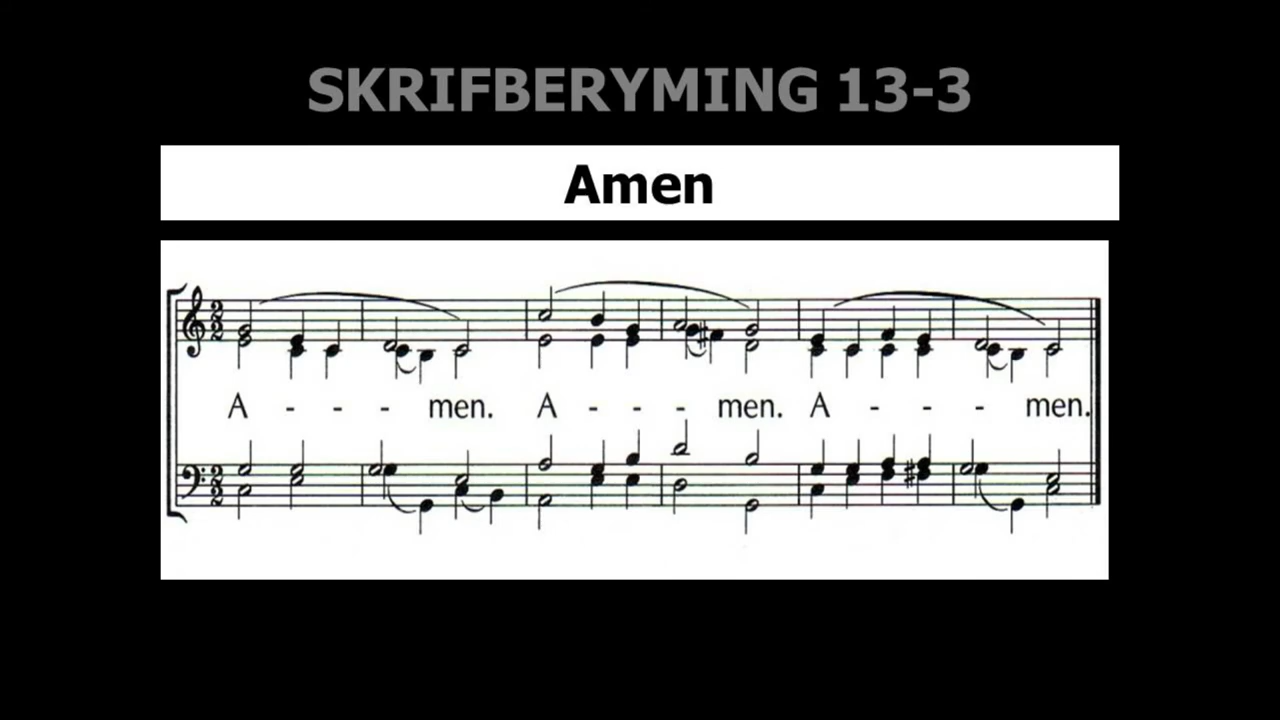 SKRIFBERYMING 13-3
Amen
A - - - men. A - - - men. A - - - men.